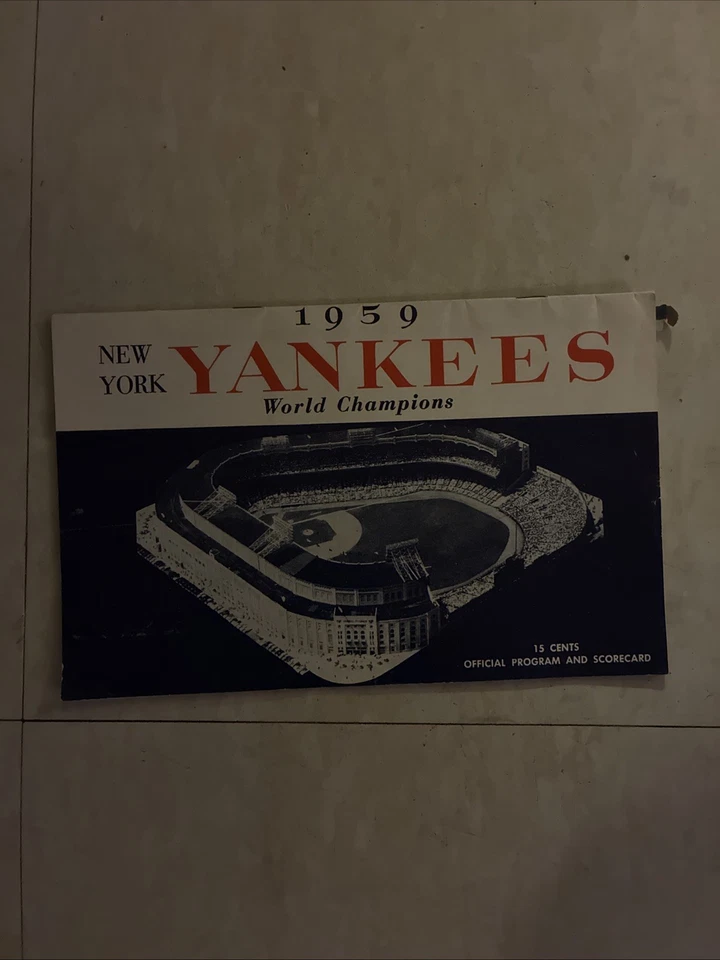 1959
NEW YORK YANKEES
World Champions
15 CENTS
OFFICIAL PROGRAM AND SCORECARD